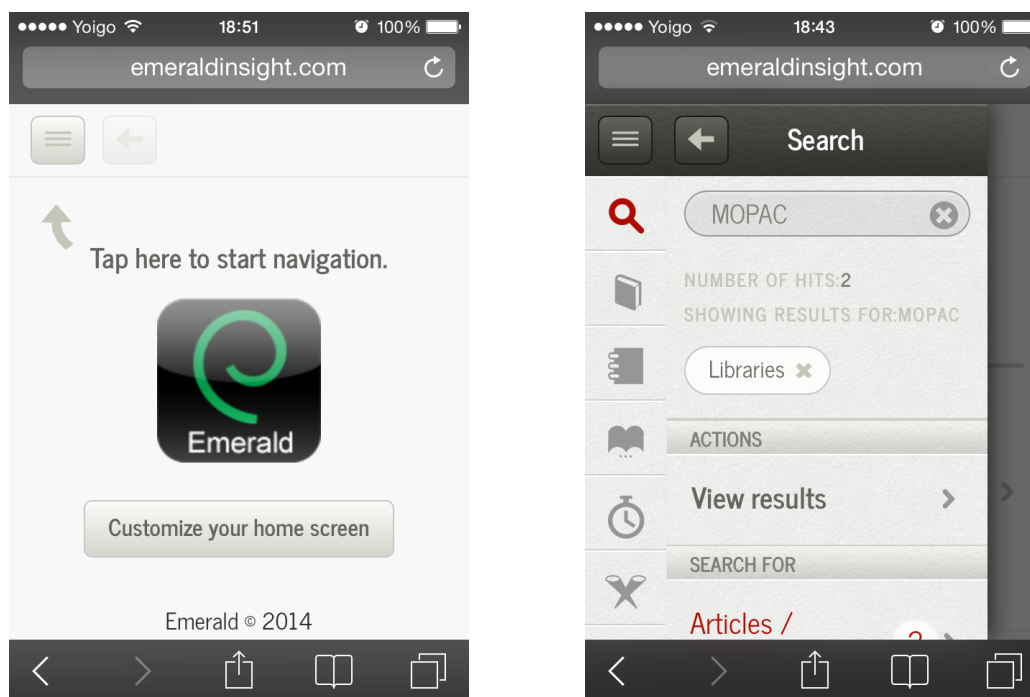 Yoigo 18:51 100%
emeraldinsight.com
Tap here to start navigation.
Emerald
Customize your home screen
Emerald © 2014
Yoigo 18:43 100%
emeraldinsight.com
Search
MOPAC
NUMBER OF HITS:2
SHOWING RESULTS FOR:MOPAC
Libraries
ACTIONS
View results
SEARCH FOR
Articles /